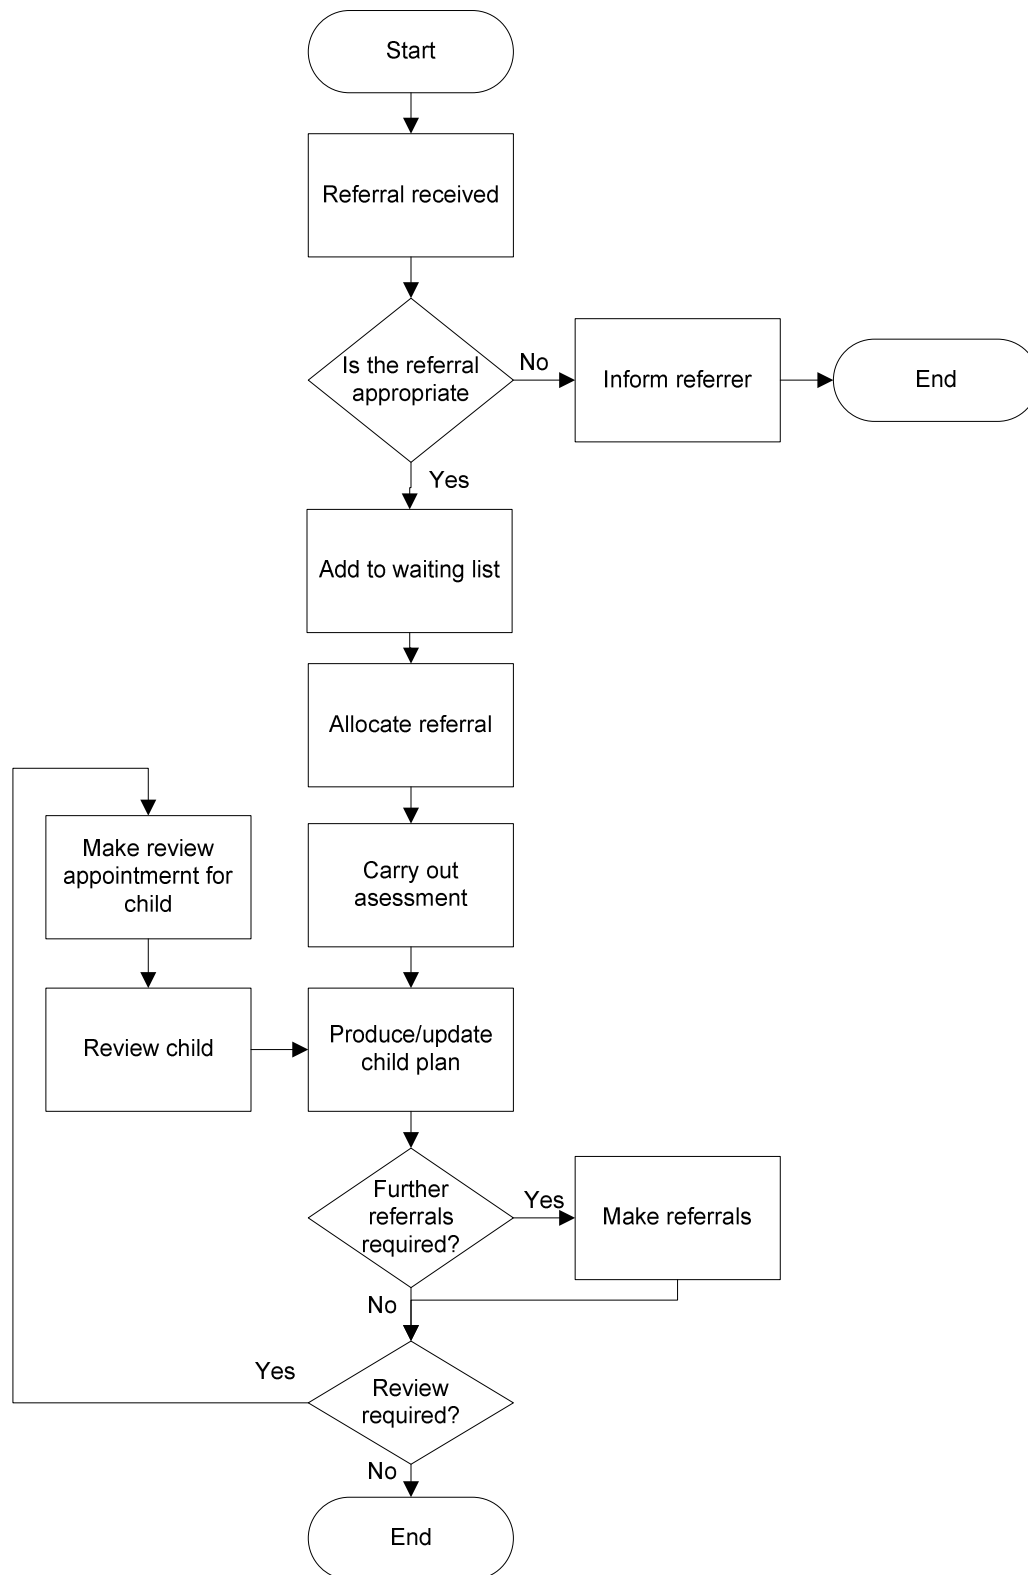 Start
Referral received
Is the referral
appropriate
No
Inform referrer
End
Yes
Add to waiting list
Allocate referral
Make review
appointmernt for
child
Carry out
asessment
Review child
Produce/update
child plan
Further
referrals
required?
Yes
Make referrals
No
Yes
Review
required?
No
End